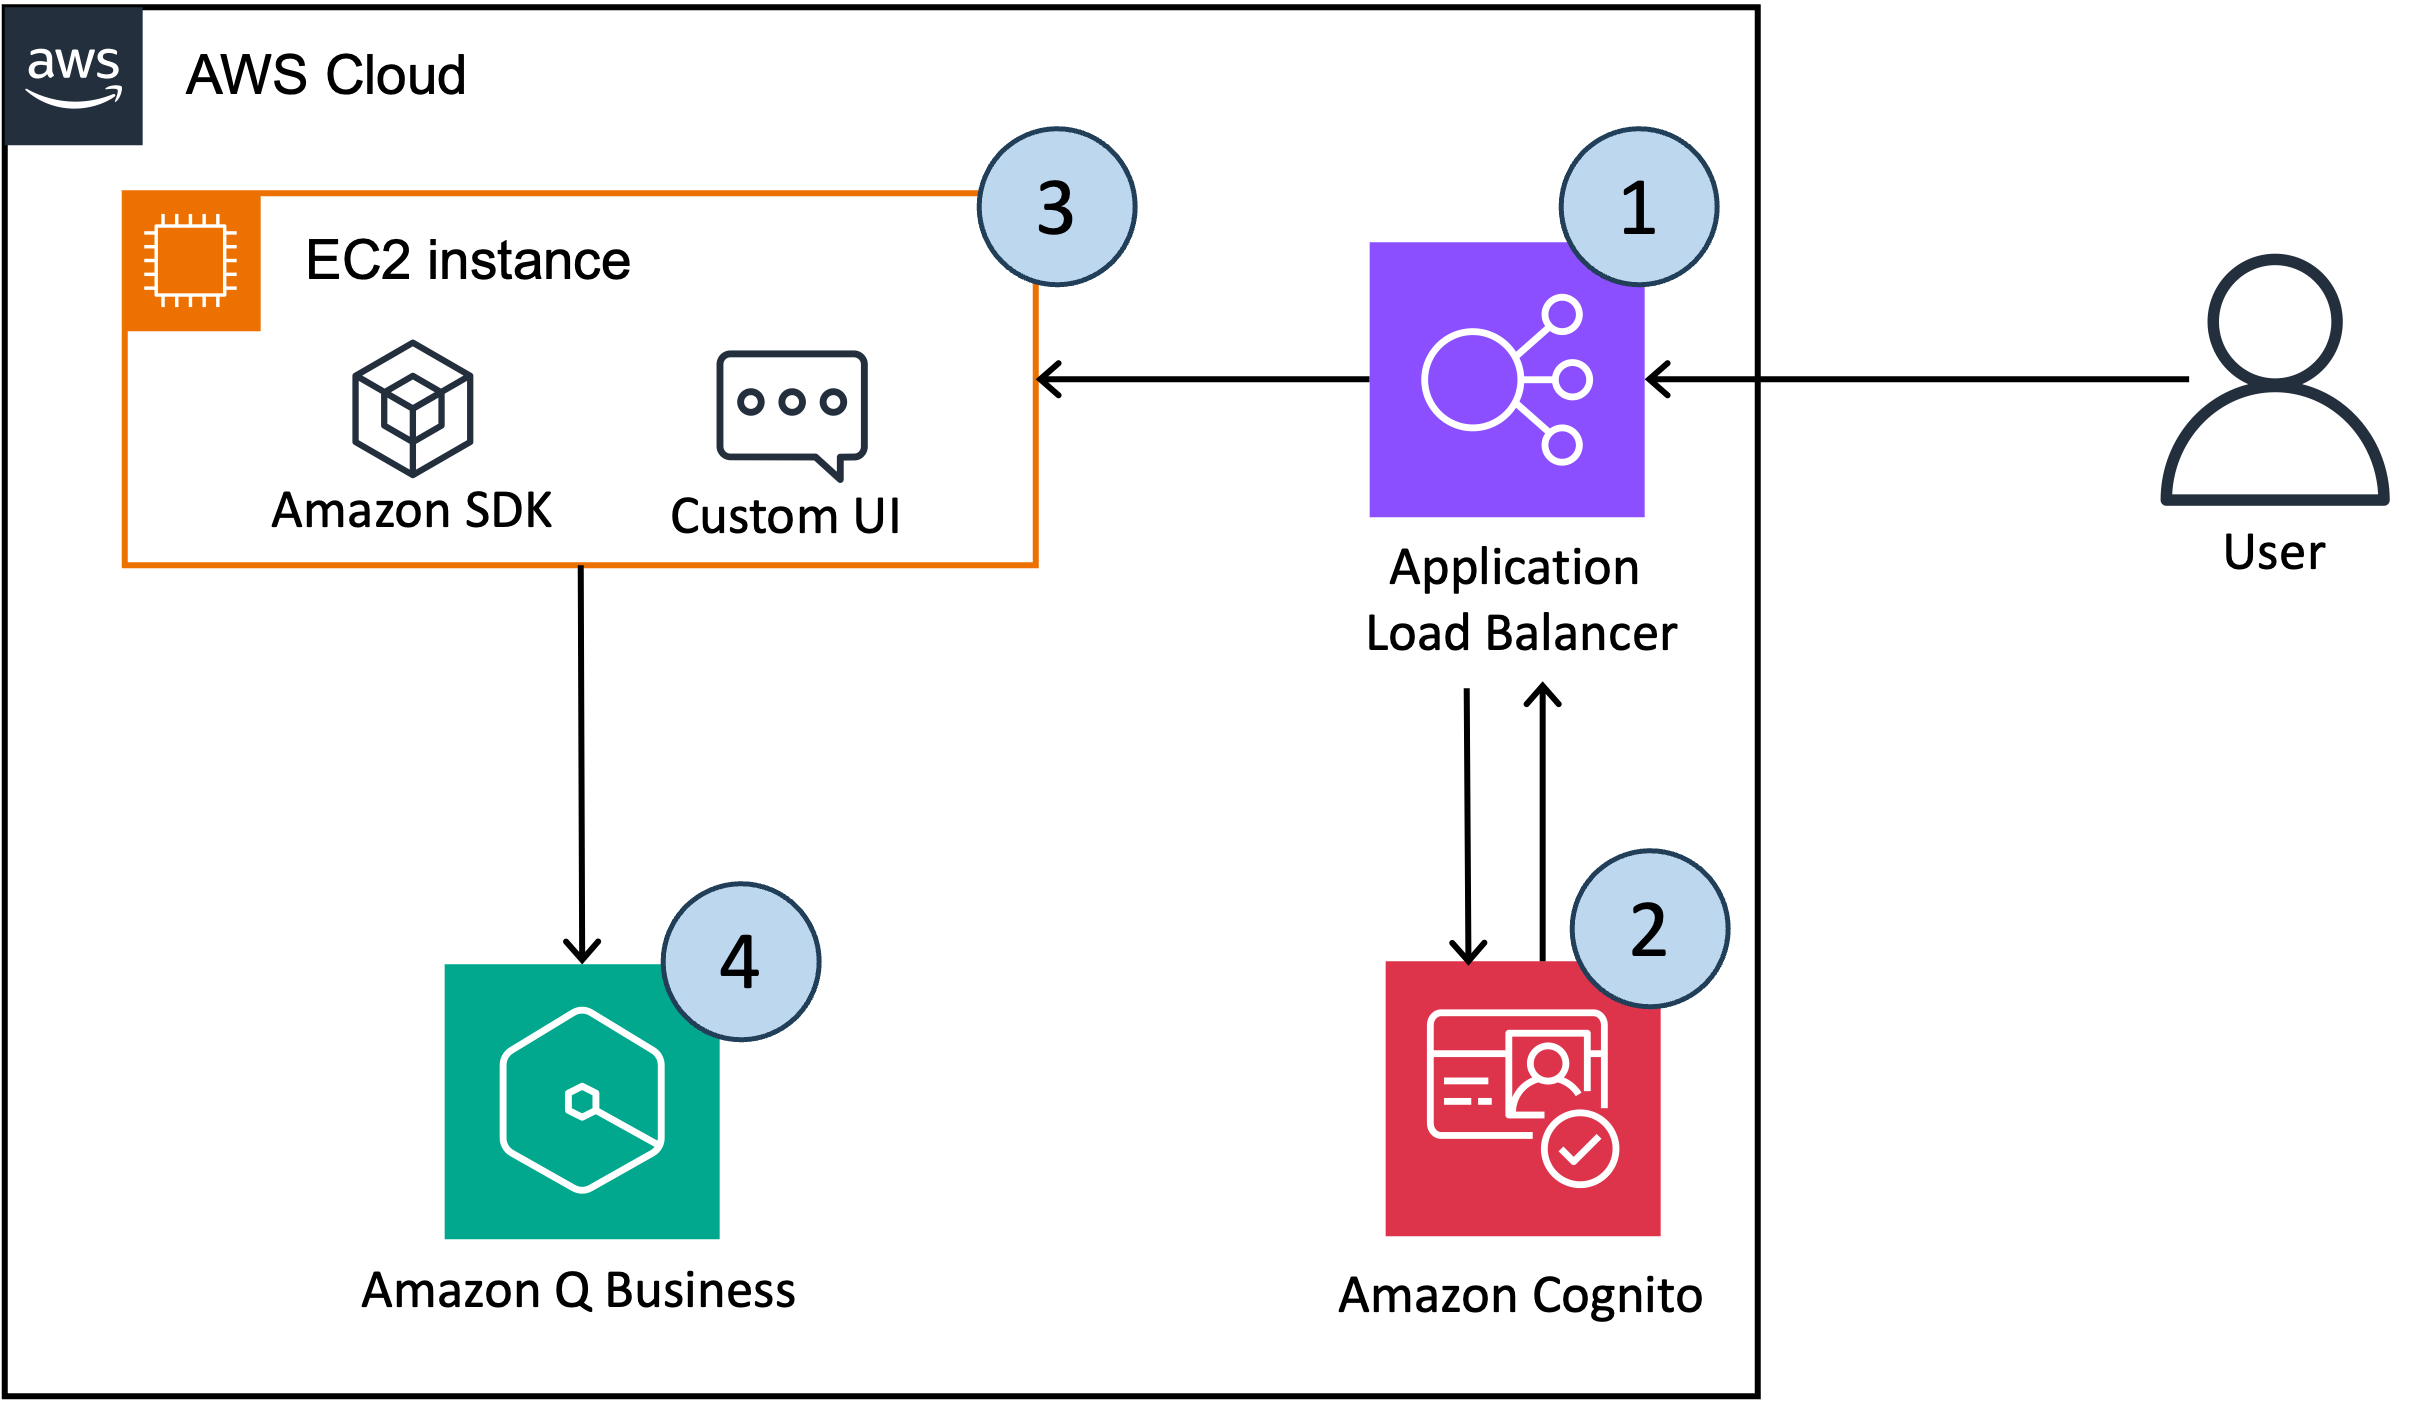 aws
AWS Cloud
3
1
EC2 instance
Amazon SDK
Custom UI
Application
Load Balancer
User
4
2
Amazon Q Business
Amazon Cognito